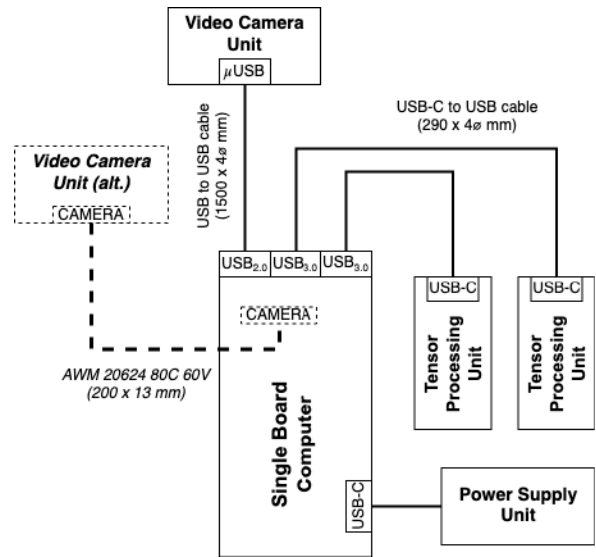 Video Camera
Unit
μUSB
USB to USB cable
(1500 x 4ø mm)
USB-C to USB cable
(290 x 4ø mm)
Video Camera
Unit (alt.)
CAMERA
USB2.0
USB3.0
USB3.0
CAMERA
AWM 20624 80C 60V
(200 x 13 mm)
Single Board
Computer
USB-C
USB-C
Tensor
Processing
Unit
USB-C
Tensor
Processing
Unit
Power Supply
Unit